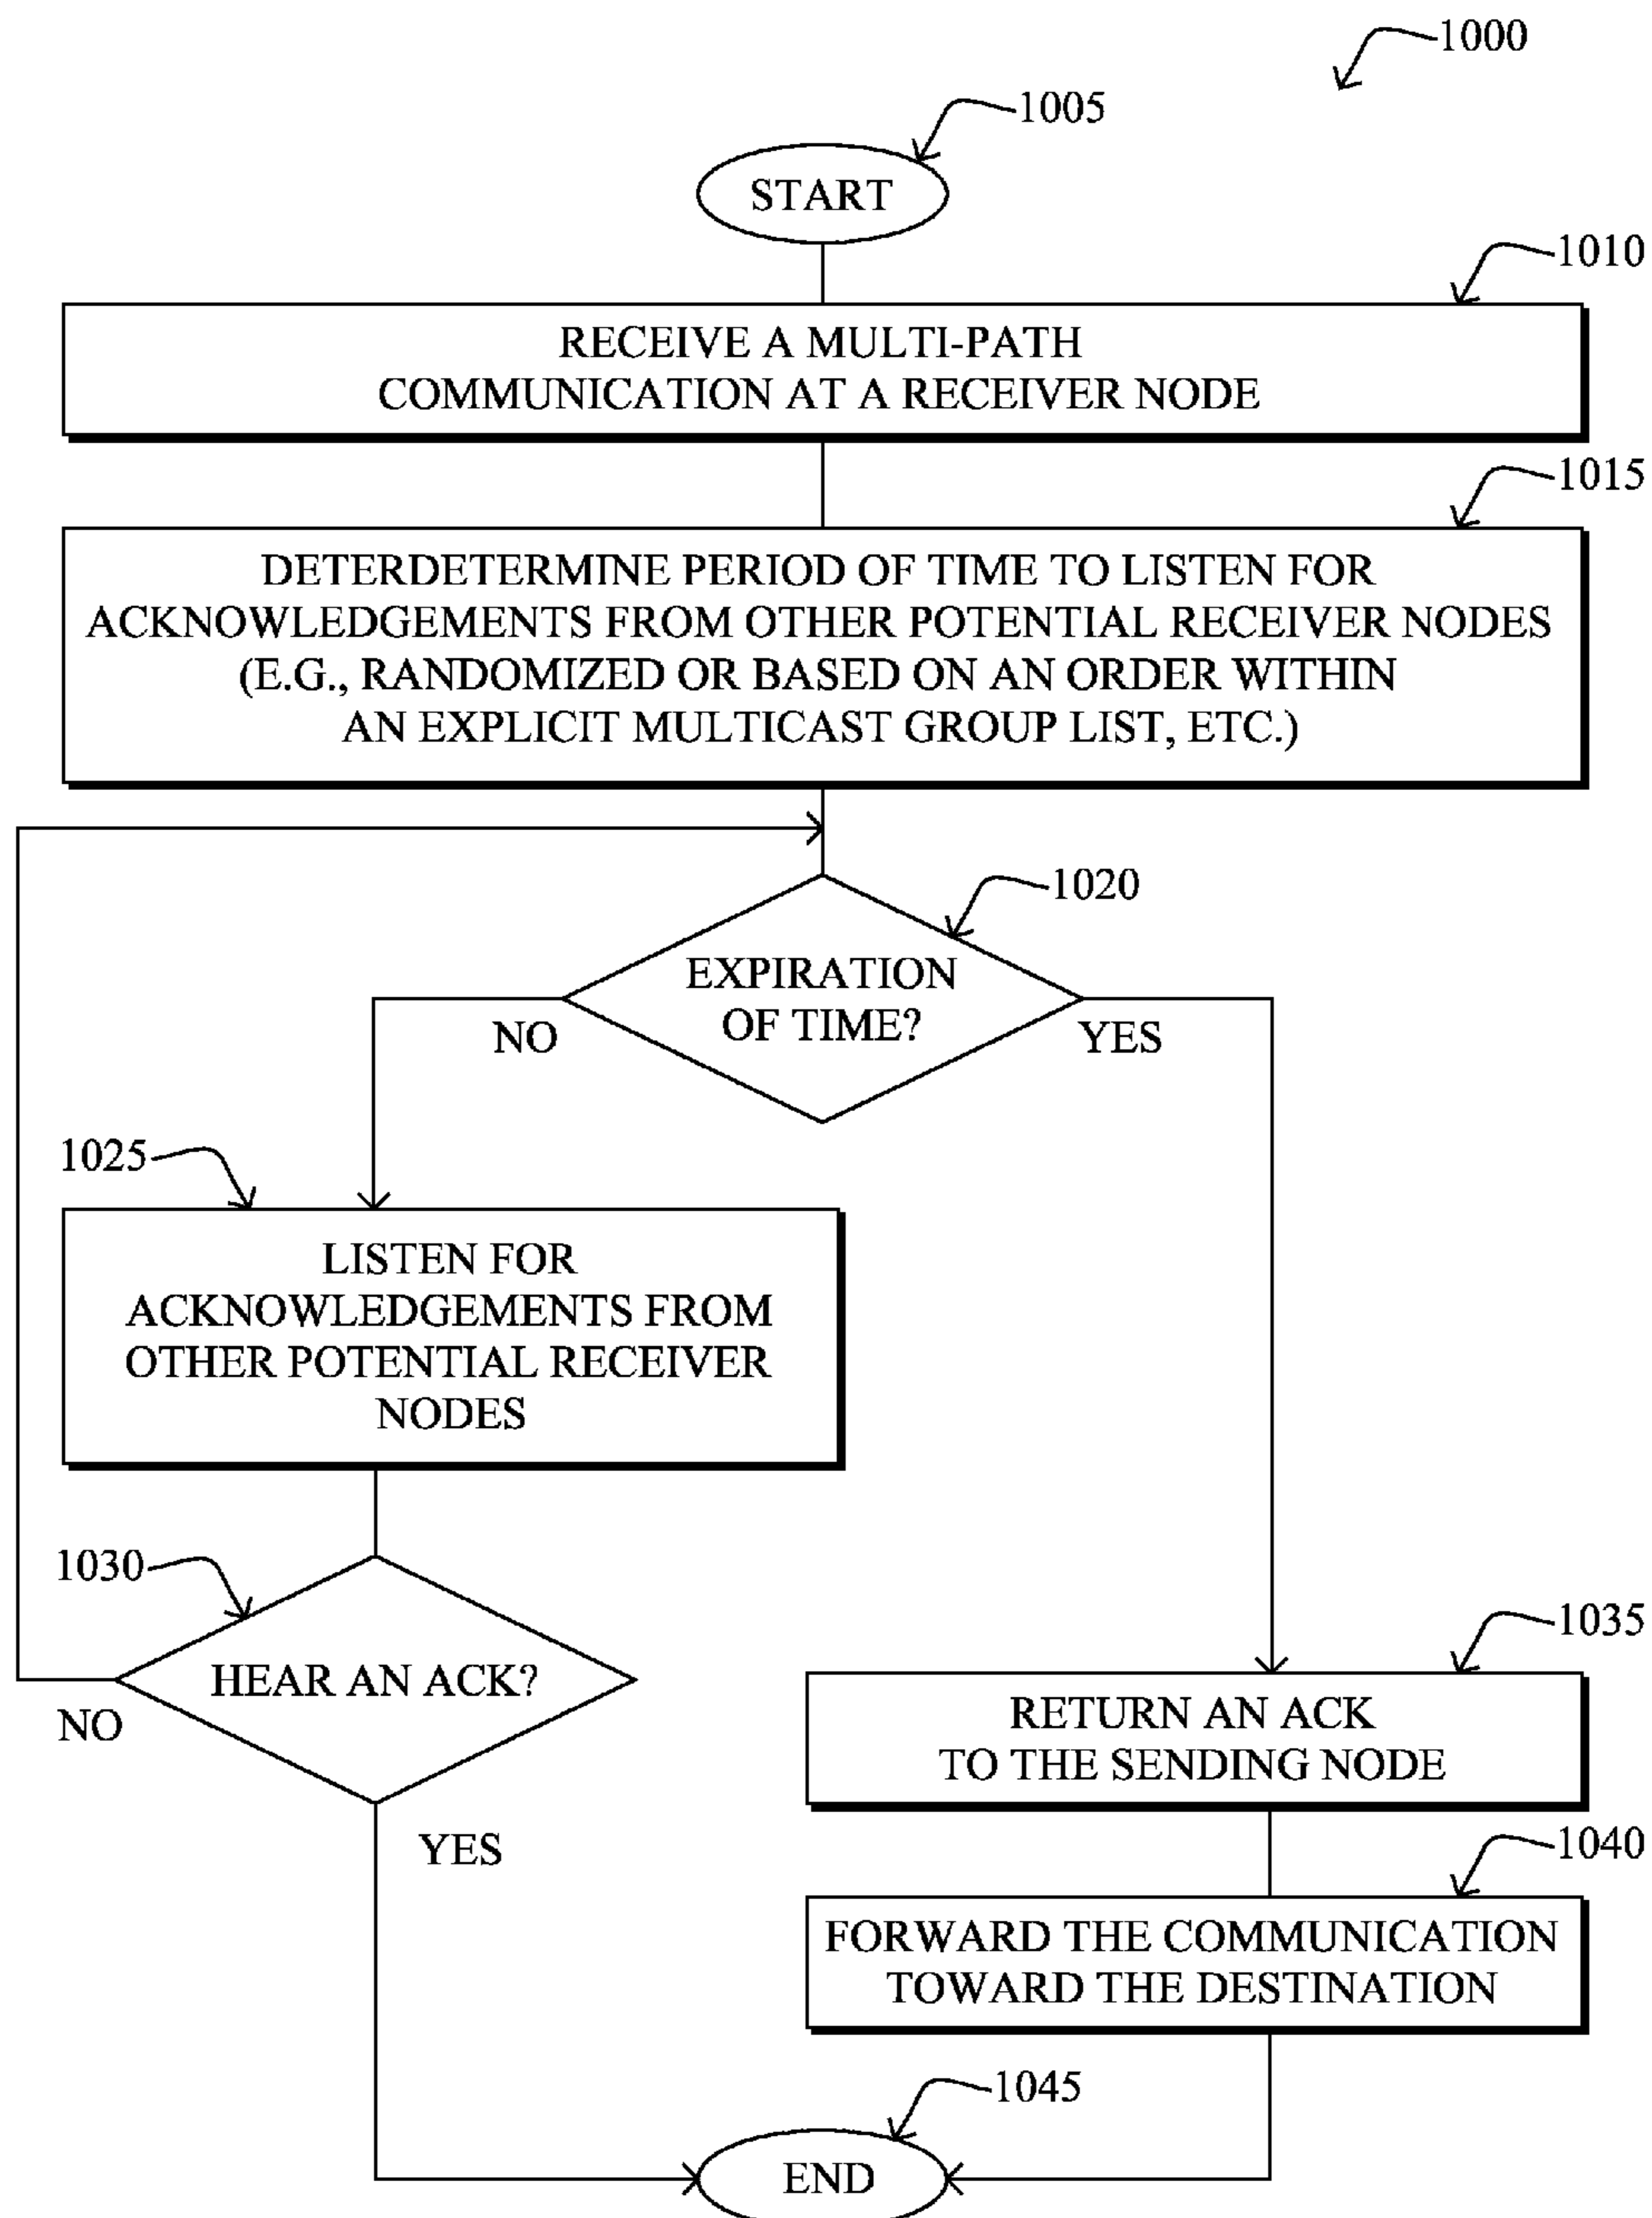 1000
1005
START
1010
RECEIVE A MULTI-PATH
COMMUNICATION AT A RECEIVER NODE
1015
DETERDETERMINE PERIOD OF TIME TO LISTEN FOR
ACKNOWLEDGEMENTS FROM OTHER POTENTIAL RECEIVER NODES
(E.G., RANDOMIZED OR BASED ON AN ORDER WITHIN
AN EXPLICIT MULTICAST GROUP LIST, ETC.)
1020
EXPIRATION
OF TIME?
NO
YES
1025
LISTEN FOR
ACKNOWLEDGEMENTS FROM
OTHER POTENTIAL RECEIVER
NODES
1030
HEAR AN ACK?
NO
YES
1035
RETURN AN ACK
TO THE SENDING NODE
1040
FORWARD THE COMMUNICATION
TOWARD THE DESTINATION
1045
END